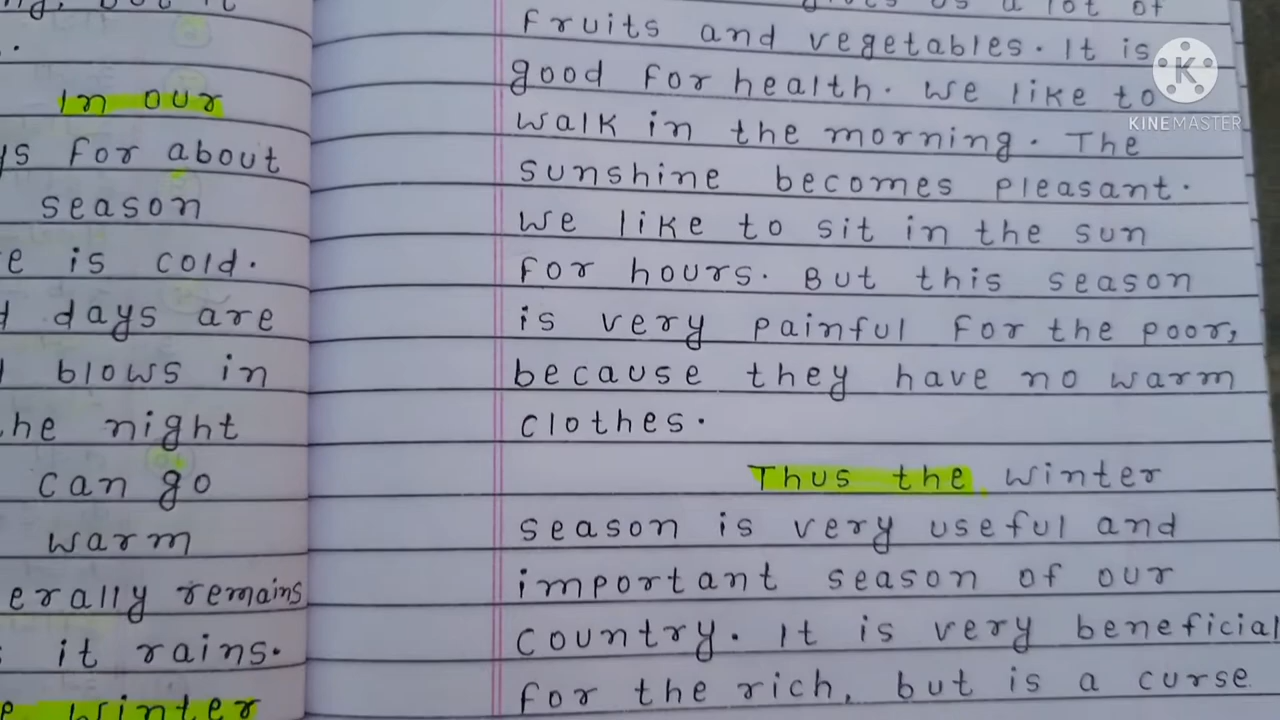 In our
s for about
season
e is cold.
d days are
blows in
he night
can go
warm
erally remains
it rains.
winter
us a lot of
Fruits and vegetables. It is
good for health. We like to
walk in the morning. The
sunshine becomes pleasant.
We like to sit in the sun
for hours. But this season
is very painful for the poor,
because they have no warm
clothes.
Thus the winter
season is very useful and
important season of our
country. It is very beneficial
for the rich, but is a curse
K
KINEMASTER